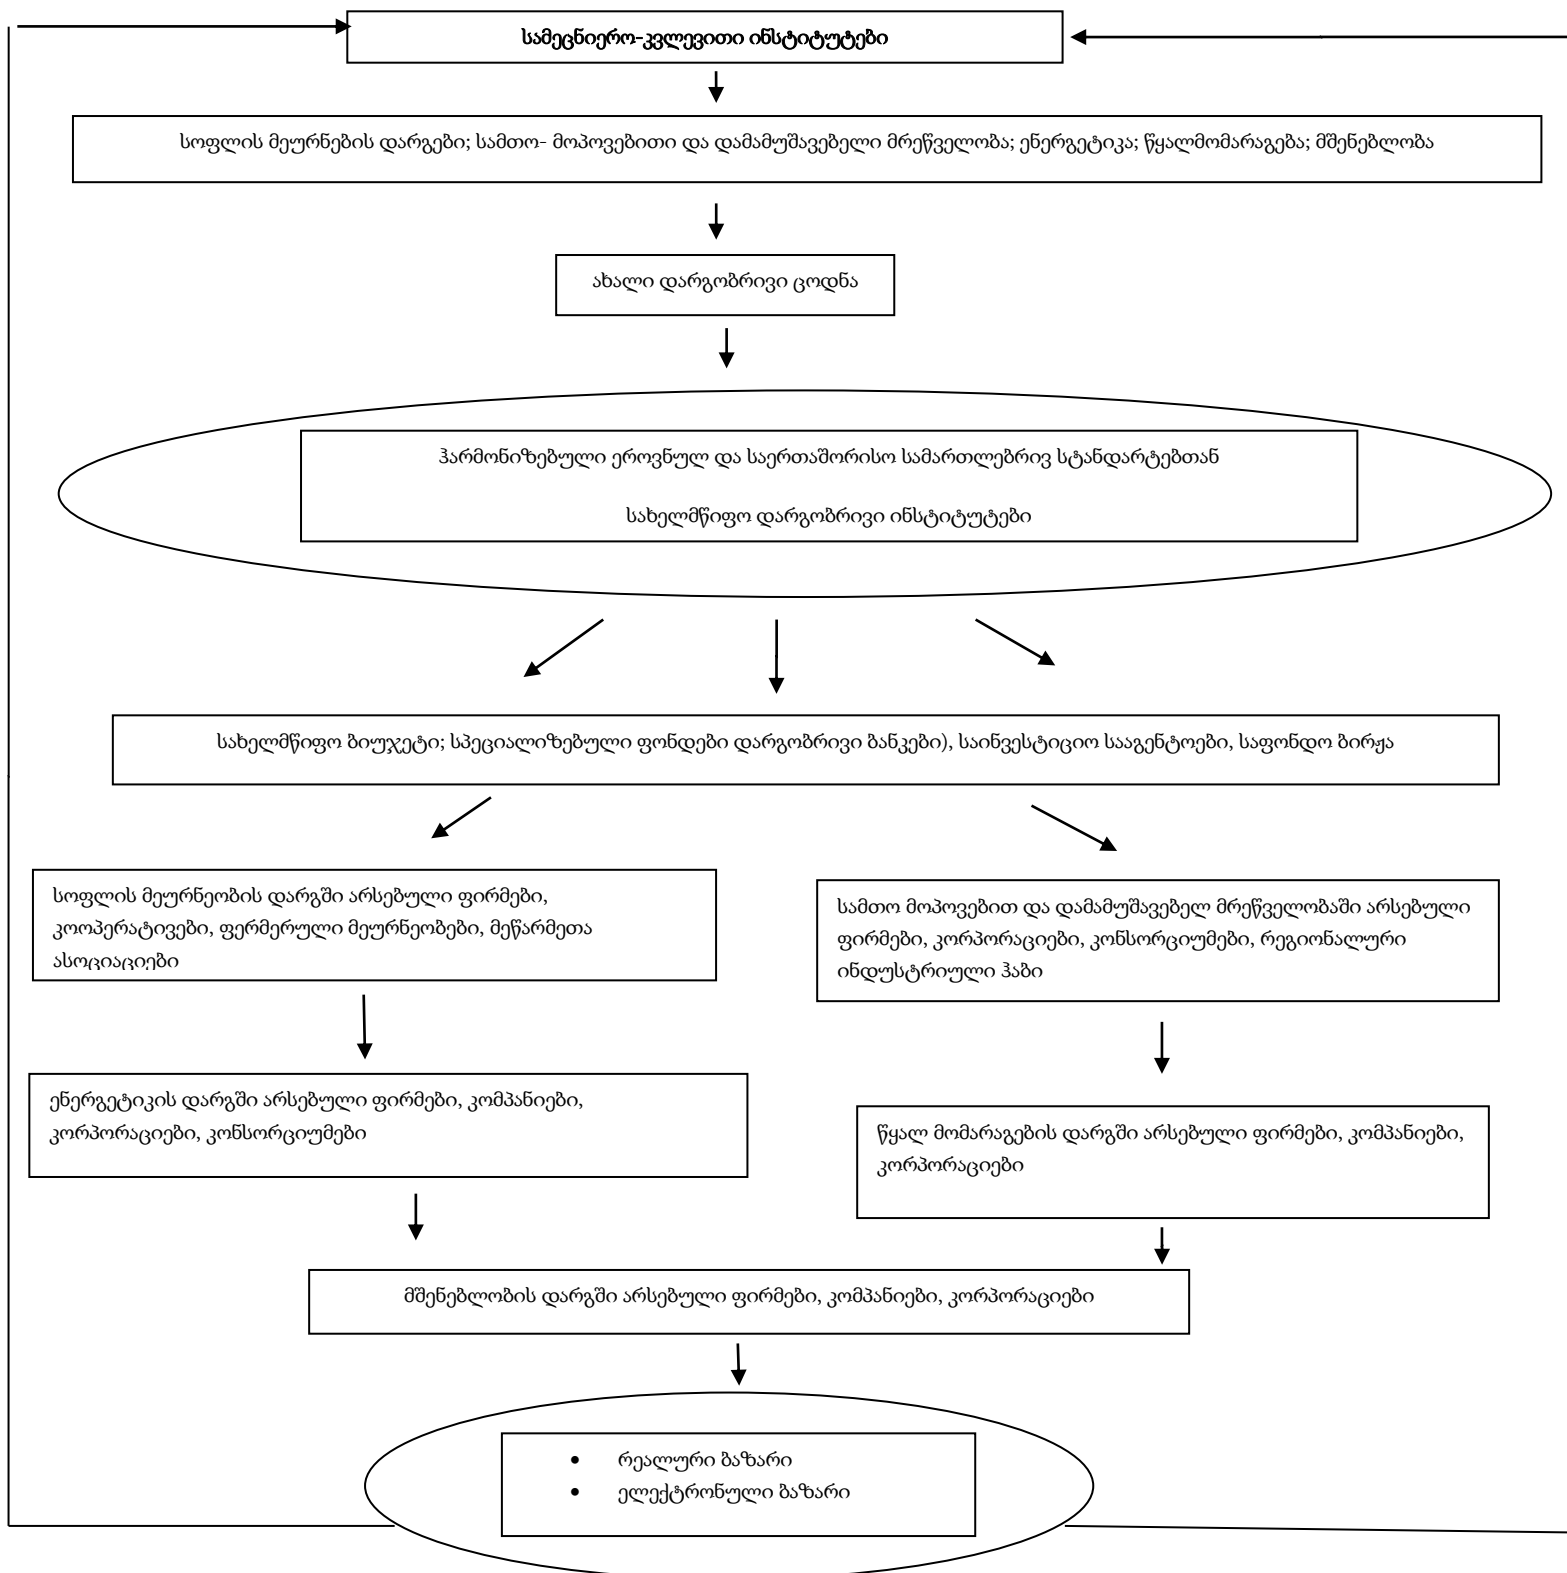 სამეცნიერო-კვლევითი ინსტიტუტები
სოფლის მეურნების დარგები; სამთო- მოპოვებითი და დამამუშავებელი მრეწველობა; ენერგეტიკა; წყალმომარაგება; მშენებლობა
ახალი დარგობრივი ცოდნა
ჰარმონიზებული ეროვნულ და საერთაშორისო სამართლებრივ სტანდარტებთან
სახელმწიფო დარგობრივი ინსტიტუტები
სახელმწიფო ბიუჯეტი; სპეციალიზებული ფონდები დარგობრივი ბანკები), საინვესტიციო სააგენტოები, საფონდო ბირჟა
სოფლის მეურნეობის დარგში არსებული ფირმები,
კოოპერატივები, ფერმერული მეურნეობები, მეწარმეთა
ასოციაციები
სამთო მოპოვებით და დამამუშავებელ მრეწველობაში არსებული
ფირმები, კორპორაციები, კონსორციუმები, რეგიონალური
ინდუსტრიული ჰაბი
ენერგეტიკის დარგში არსებული ფირმები, კომპანიები,
კორპორაციები, კონსორციუმები
წყალ მომარაგების დარგში არსებული ფირმები, კომპანიები,
კორპორაციები
მშენებლობის დარგში არსებული ფირმები, კომპანიები, კორპორაციები
• რეალური ბაზარი
• ელექტრონული ბაზარი